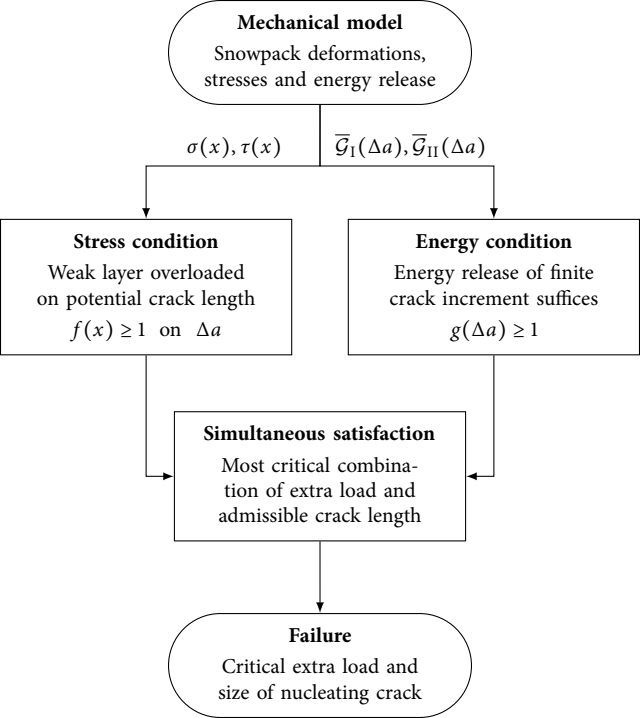 Mechanical model
Snowpack deformations,
stresses and energy release
σ(x), τ(x)
𝒢̅_I(Δa), 𝒢̅_II(Δa)
Stress condition
Weak layer overloaded
on potential crack length
f(x) ≥ 1 on Δa
Energy condition
Energy release of finite
crack increment suffices
g(Δa) ≥ 1
Simultaneous satisfaction
Most critical combina-
tion of extra load and
admissible crack length
Failure
Critical extra load and
size of nucleating crack